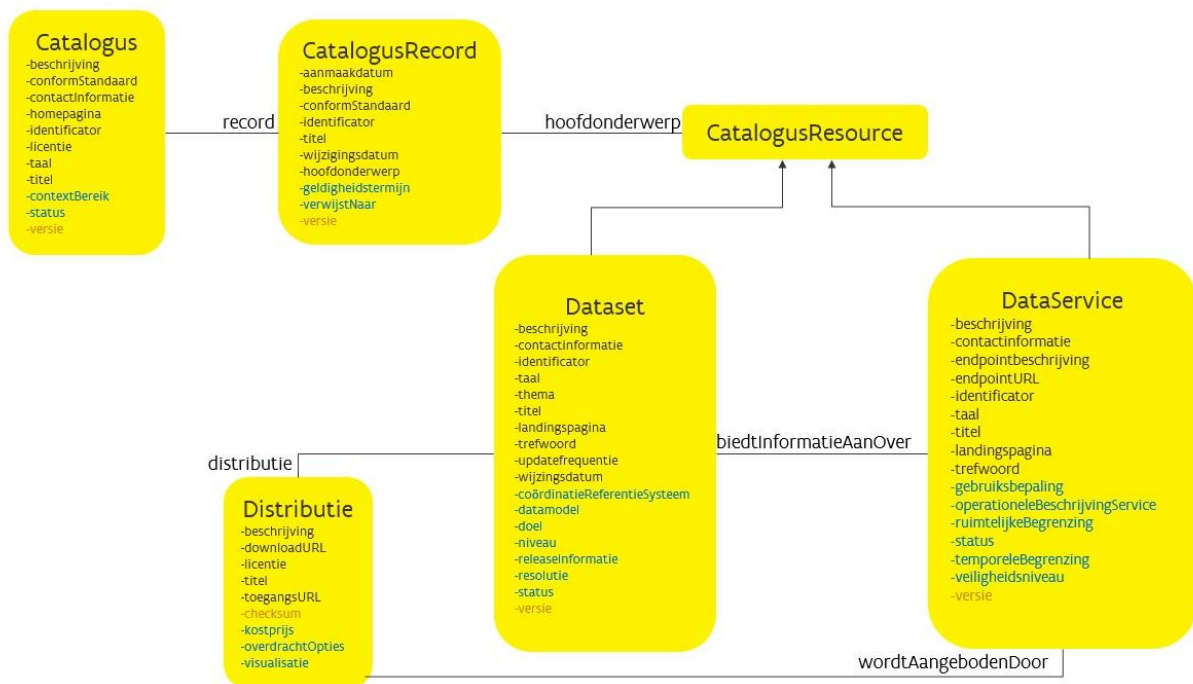 Catalogus
-beschrijving
-conformStandaard
-contactInformatie
-homepagina
-identificator
-licentie
-taal
-titel
-contextBereik
-status
-versie
record
CatalogusRecord
-aanmaakdatum
-beschrijving
-conformStandaard
-identificator
-titel
-wijzigingsdatum
-hoofdonderwerp
-geldigheidstermijn
-verwijstNaar
-versie
hoofdonderwerp
CatalogusResource
Dataset
-beschrijving
-contactinformatie
-identificator
-taal
-thema
-titel
-landingspagina
-trefwoord
-updatefrequentie
-wijzingsdatum
-coördinatieReferentieSysteem
-datamodel
-doel
-niveau
-releaseInformatie
-resolutie
-status
-versie
biedtInformatieAanOver
DataService
-beschrijving
-contactinformatie
-endpointbeschrijving
-endpointURL
-identificator
-taal
-titel
-landingspagina
-trefwoord
-gebruiksbepaling
-operationeleBeschrijvingService
-ruimtelijkeBegrenzing
-status
-temporeleBegrenzing
-veiligheidsniveau
-versie
distributie
Distributie
-beschrijving
-downloadURL
-licentie
-titel
-toegangsURL
-checksum
-kostprijs
-overdrachtOpties
-visualisatie
wordtAangebodenDoor